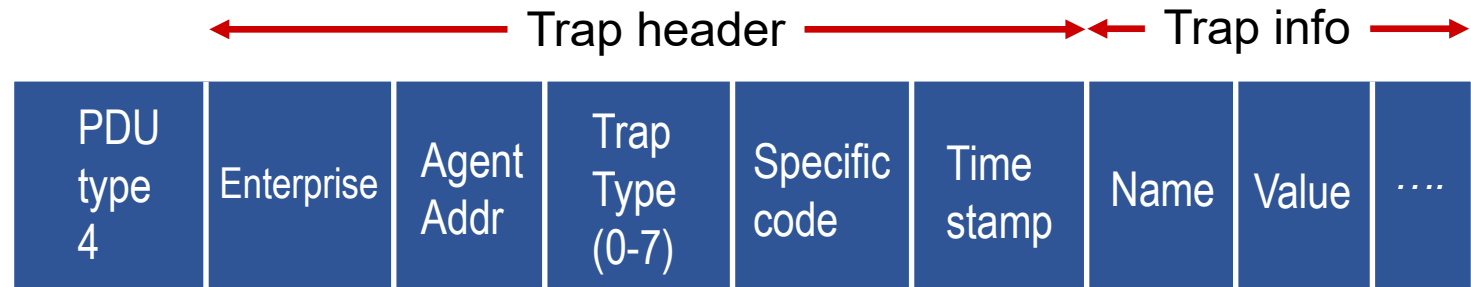 Trap header
Trap info
PDU
type
4
Enterprise
Agent
Addr
Trap
Type
(0-7)
Specific
code
Time
stamp
Name
Value
....